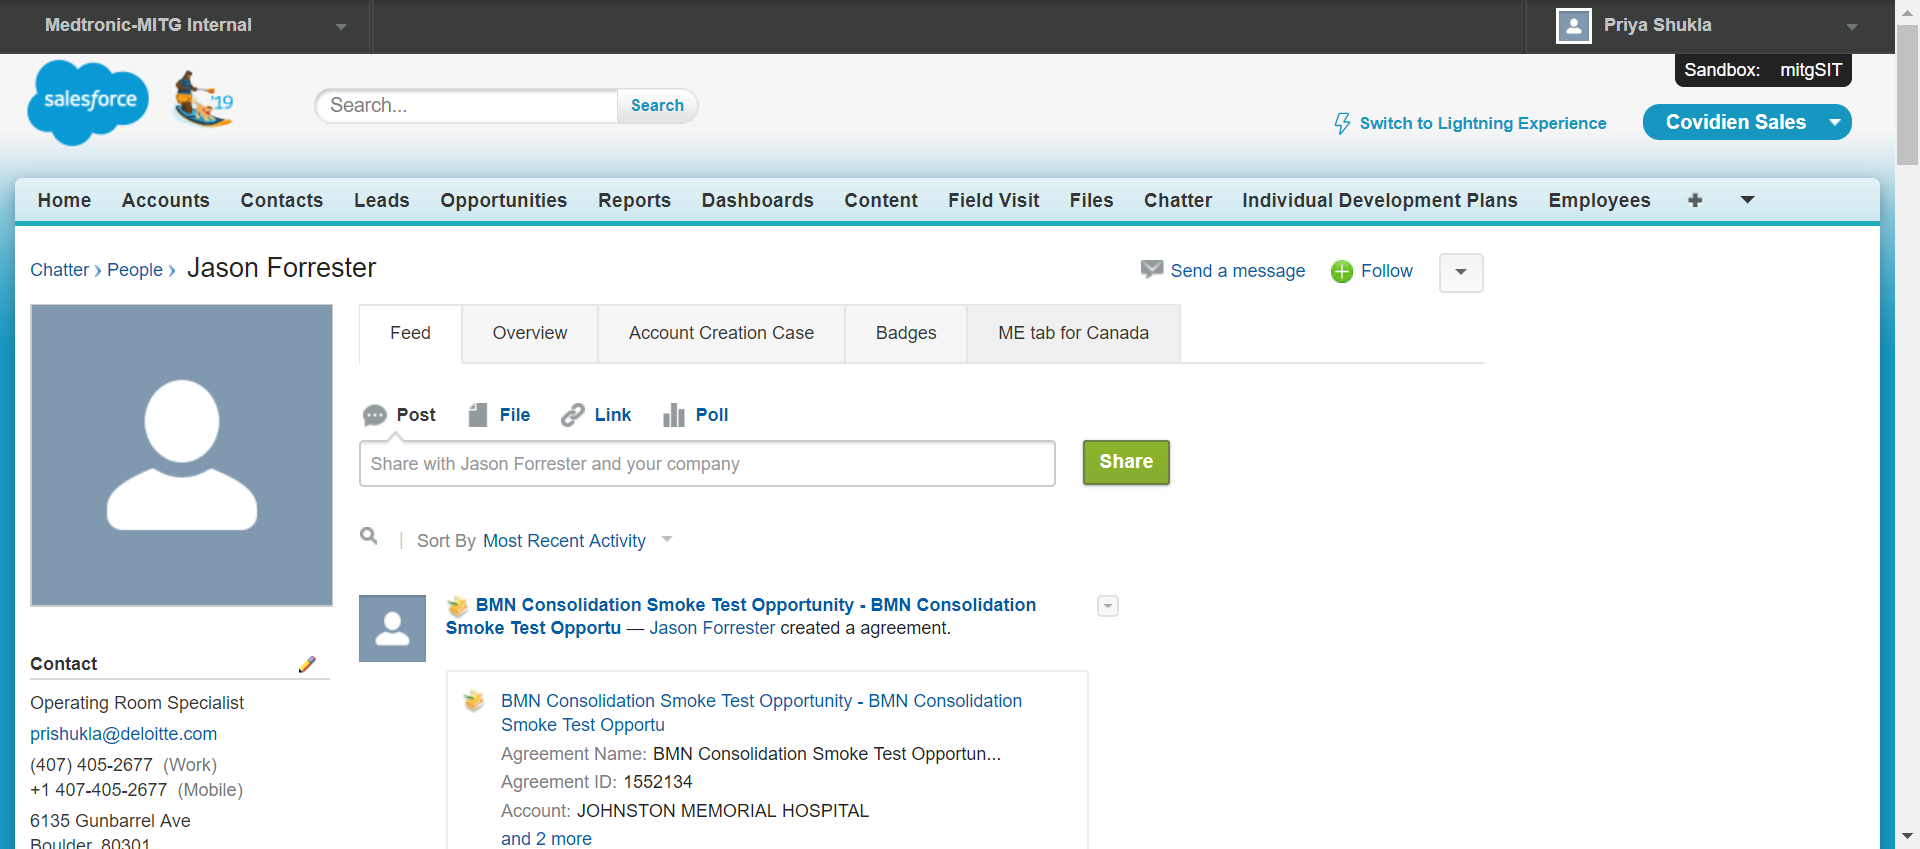 Medtronic-MITG Internal
Priya Shukla
Sandbox: mitgSIT
salesforce
'19
Search...
Search
Switch to Lightning Experience
Covidien Sales
Home Accounts Contacts Leads Opportunities Reports Dashboards Content Field Visit Files Chatter Individual Development Plans Employees
Chatter › People › Jason Forrester
Send a message
Follow
Feed
Overview
Account Creation Case
Badges
ME tab for Canada
Post
File
Link
Poll
Share with Jason Forrester and your company
Share
Sort By Most Recent Activity
BMN Consolidation Smoke Test Opportunity - BMN Consolidation
Smoke Test Opportu — Jason Forrester created a agreement.
BMN Consolidation Smoke Test Opportunity - BMN Consolidation
Smoke Test Opportu
Agreement Name: BMN Consolidation Smoke Test Opportun...
Agreement ID: 1552134
Account: JOHNSTON MEMORIAL HOSPITAL
and 2 more
Contact
Operating Room Specialist
prishukla@deloitte.com
(407) 405-2677 (Work)
+1 407-405-2677 (Mobile)
6135 Gunbarrel Ave
Boulder, 80301